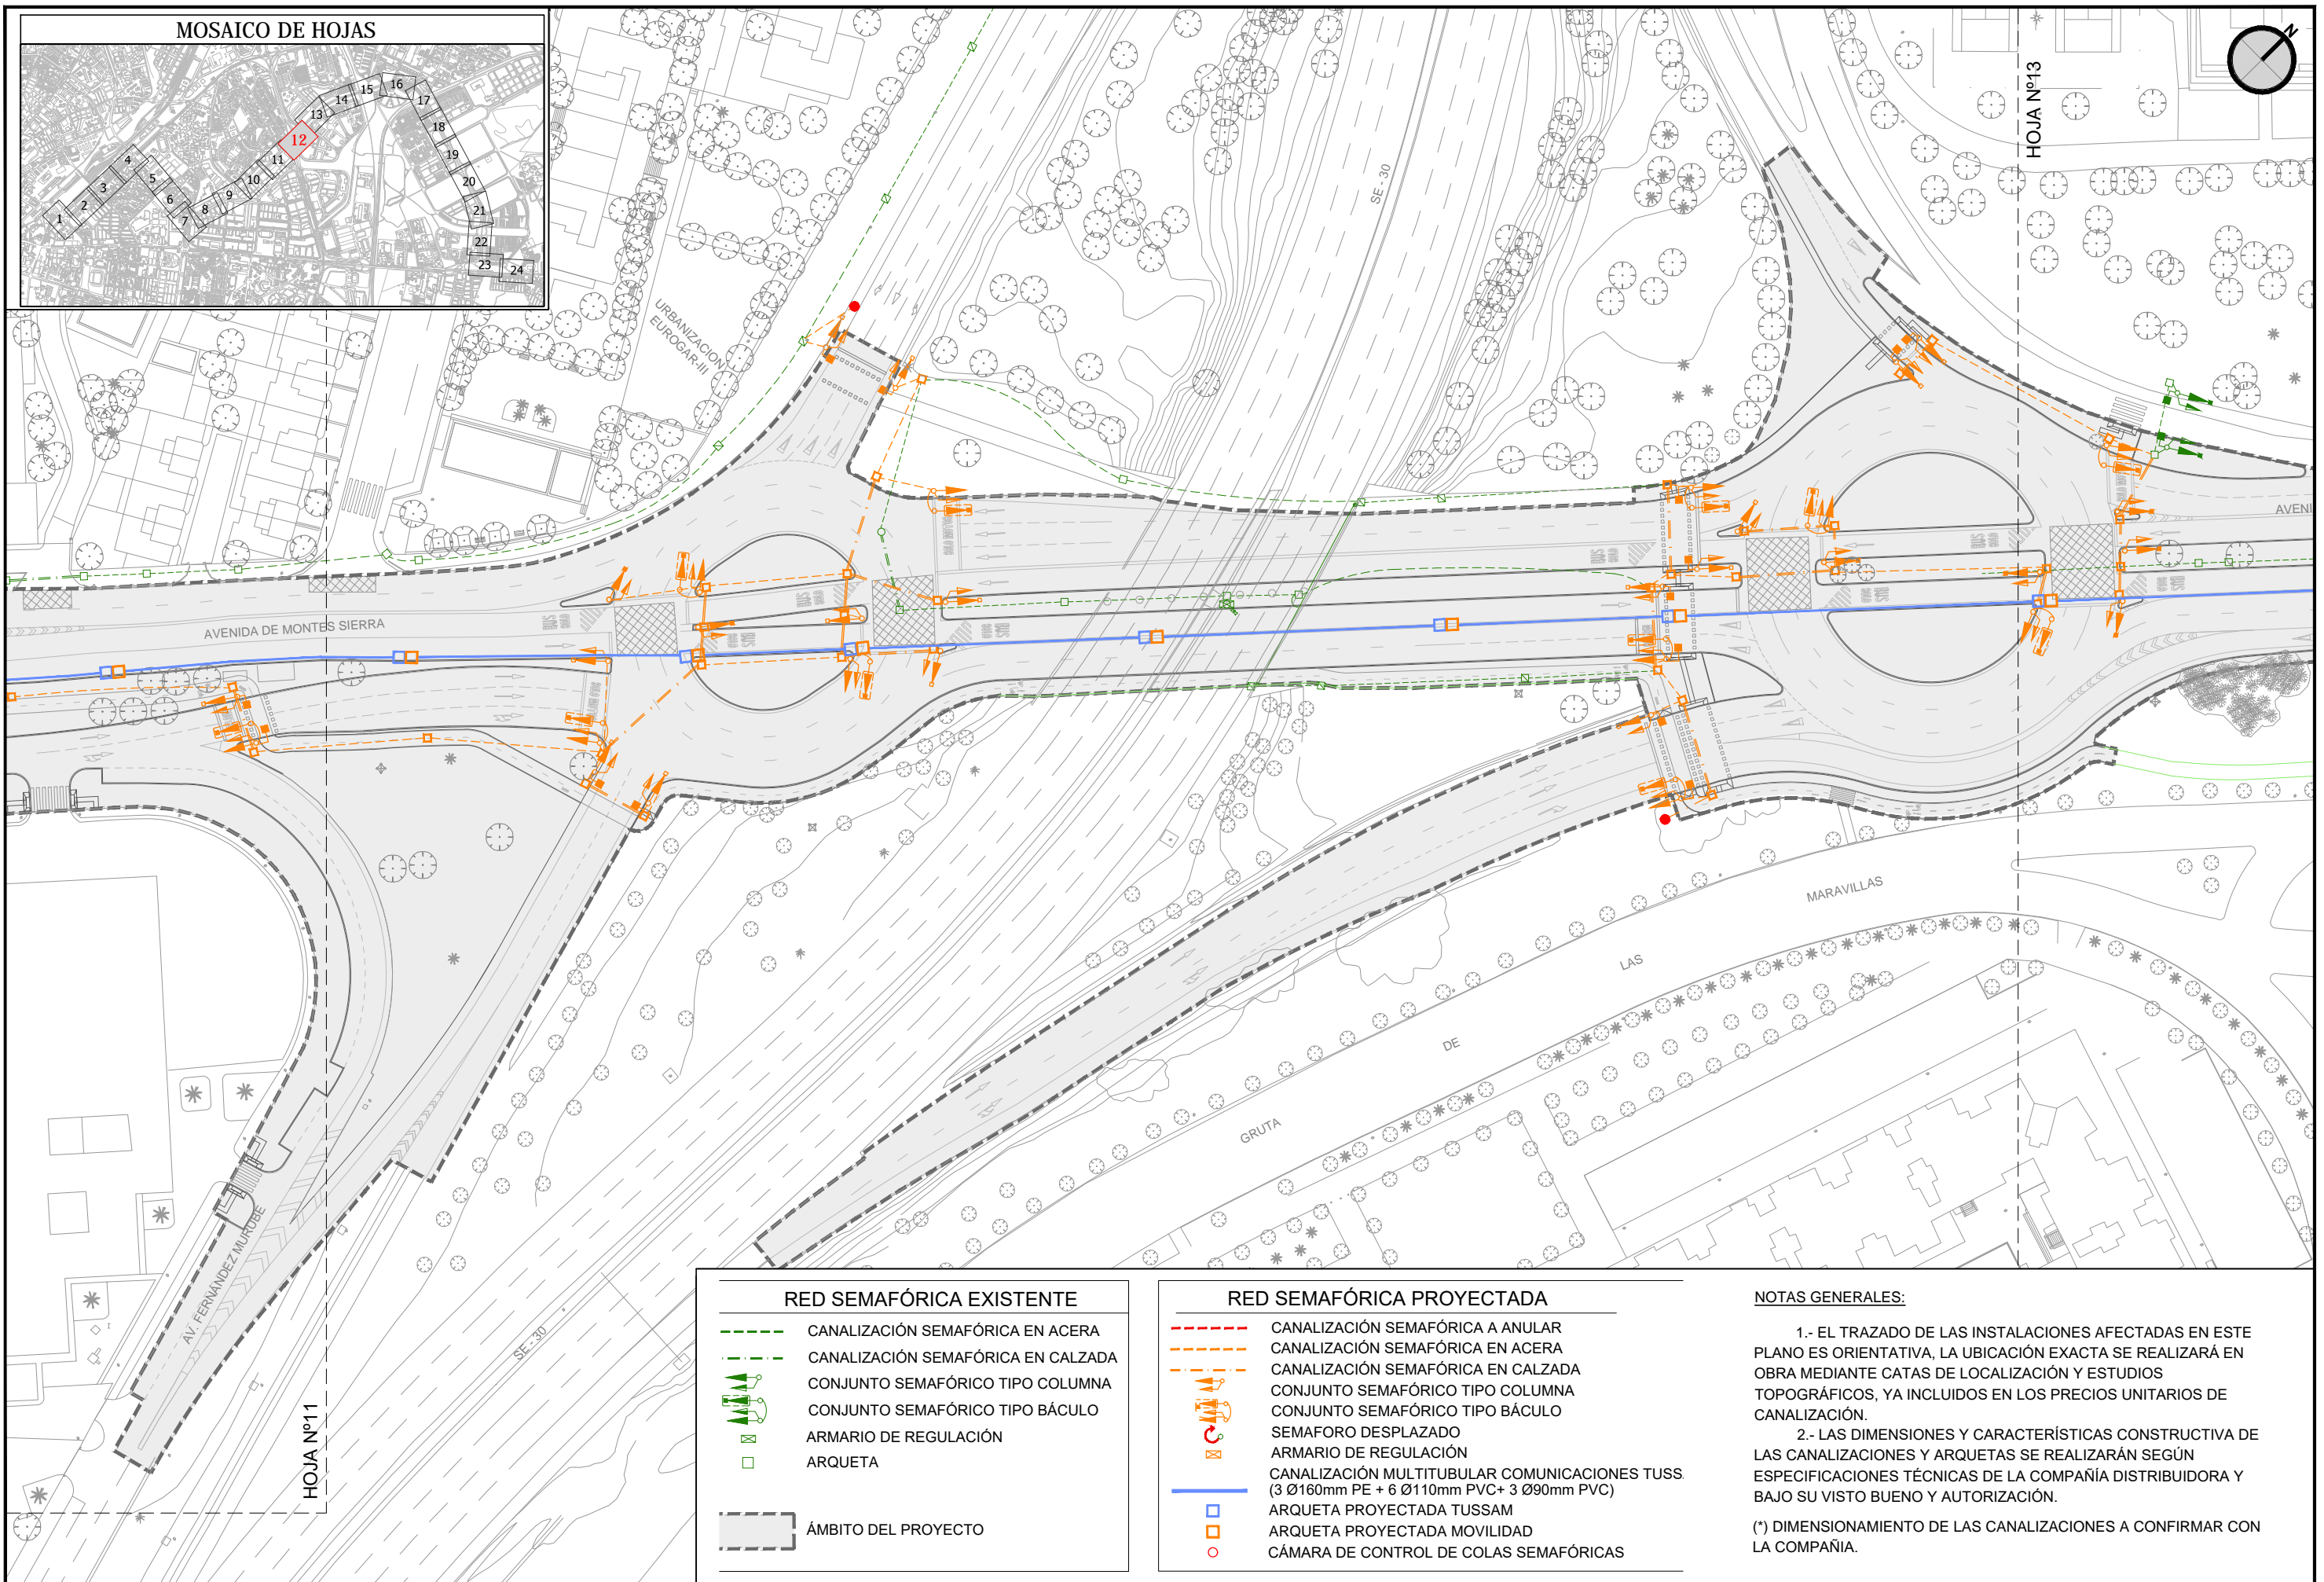 MOSAICO DE HOJAS
1
2
3
4
5
6
7
8
9
10
11
12
13
14
15
16
17
18
19
20
21
22
23
24
N
HOJA Nº13
SE - 30
URBANIZACION
EUROGAR-III
AVENIDA DE MONTES SIERRA
AVENI
MARAVILLAS
LAS
DE
GRUTA
AV. FERNÁNDEZ MURUBE
SE - 30
HOJA Nº11
RED SEMAFÓRICA EXISTENTE
CANALIZACIÓN SEMAFÓRICA EN ACERA
CANALIZACIÓN SEMAFÓRICA EN CALZADA
CONJUNTO SEMAFÓRICO TIPO COLUMNA
CONJUNTO SEMAFÓRICO TIPO BÁCULO
ARMARIO DE REGULACIÓN
ARQUETA
ÁMBITO DEL PROYECTO
RED SEMAFÓRICA PROYECTADA
CANALIZACIÓN SEMAFÓRICA A ANULAR
CANALIZACIÓN SEMAFÓRICA EN ACERA
CANALIZACIÓN SEMAFÓRICA EN CALZADA
CONJUNTO SEMAFÓRICO TIPO COLUMNA
CONJUNTO SEMAFÓRICO TIPO BÁCULO
SEMAFORO DESPLAZADO
ARMARIO DE REGULACIÓN
CANALIZACIÓN MULTITUBULAR COMUNICACIONES TUSS
(3 Ø160mm PE + 6 Ø110mm PVC+ 3 Ø90mm PVC)
ARQUETA PROYECTADA TUSSAM
ARQUETA PROYECTADA MOVILIDAD
CÁMARA DE CONTROL DE COLAS SEMAFÓRICAS
NOTAS GENERALES:
1.- EL TRAZADO DE LAS INSTALACIONES AFECTADAS EN ESTE
PLANO ES ORIENTATIVA, LA UBICACIÓN EXACTA SE REALIZARÁ EN
OBRA MEDIANTE CATAS DE LOCALIZACIÓN Y ESTUDIOS
TOPOGRÁFICOS, YA INCLUIDOS EN LOS PRECIOS UNITARIOS DE
CANALIZACIÓN.
2.- LAS DIMENSIONES Y CARACTERÍSTICAS CONSTRUCTIVA DE
LAS CANALIZACIONES Y ARQUETAS SE REALIZARÁN SEGÚN
ESPECIFICACIONES TÉCNICAS DE LA COMPAÑÍA DISTRIBUIDORA Y
BAJO SU VISTO BUENO Y AUTORIZACIÓN.
(*) DIMENSIONAMIENTO DE LAS CANALIZACIONES A CONFIRMAR CON
LA COMPAÑIA.